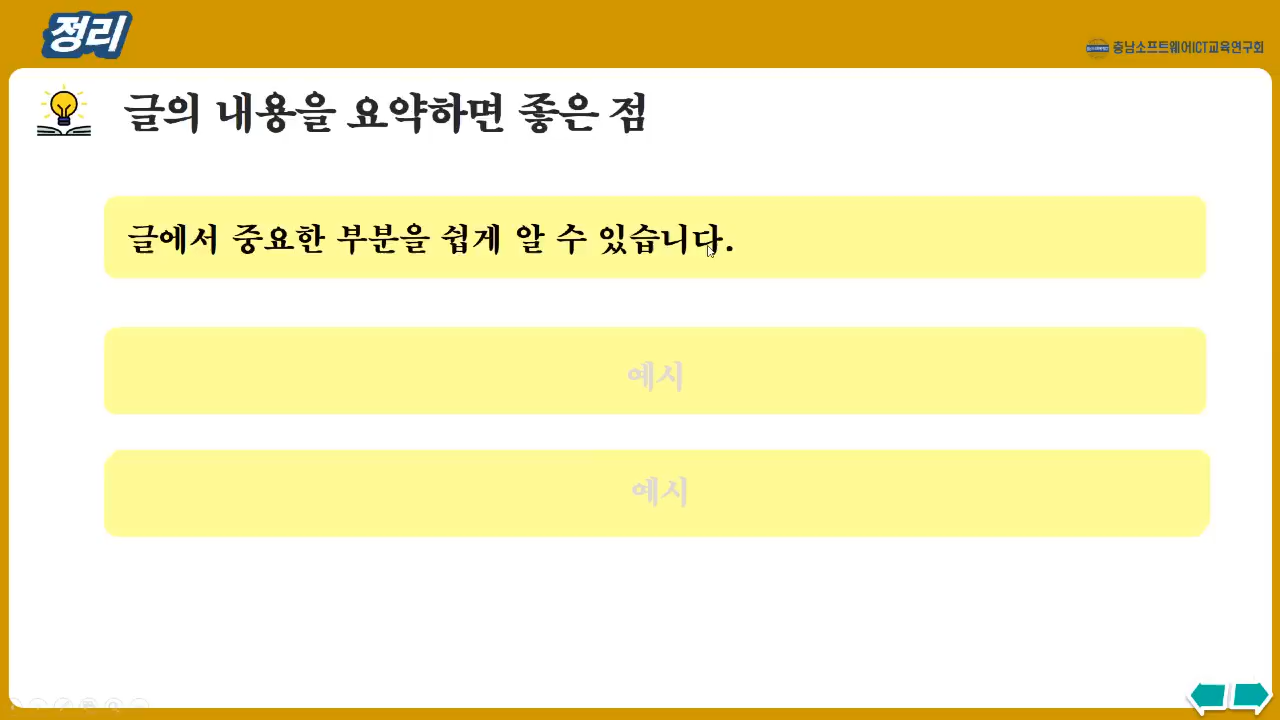 정리
충남소프트웨어ICT교육연구회
글의 내용을 요약하면 좋은 점
글에서 중요한 부분을 쉽게 알 수 있습니다.
예시
예시